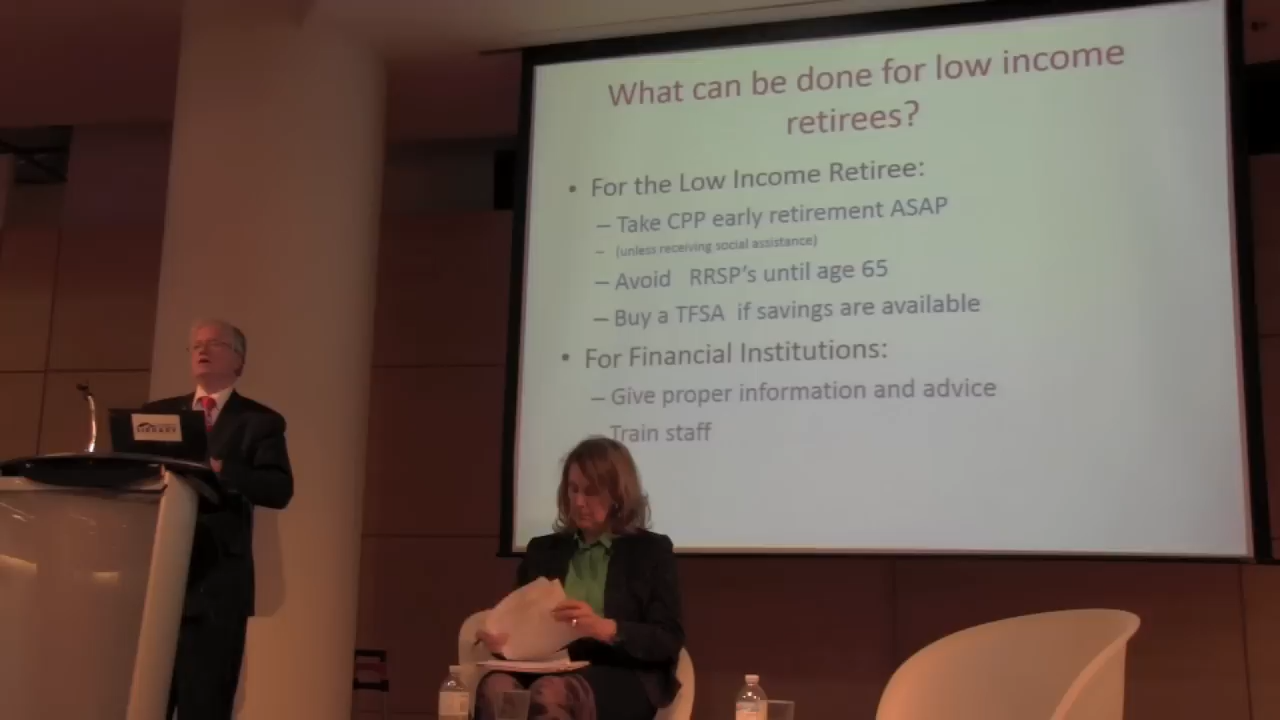 What can be done for low income
retirees?
• For the Low Income Retiree:
– Take CPP early retirement ASAP
– (unless receiving social assistance)
– Avoid RRSP's until age 65
– Buy a TFSA if savings are available
• For Financial Institutions:
– Give proper information and advice
Train staff
LIBRARY